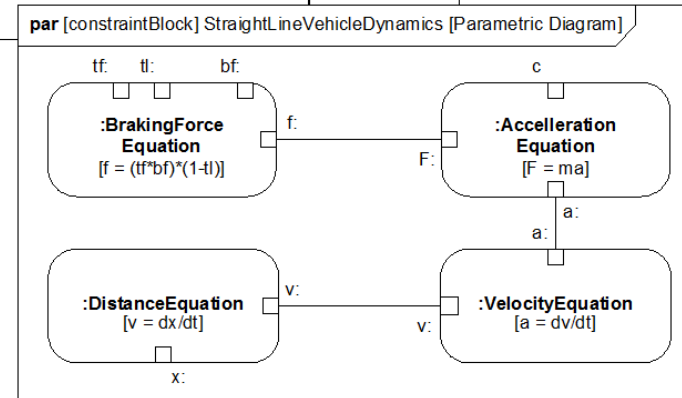 par [constraintBlock] StraightLineVehicleDynamics [Parametric Diagram]
tf: tl: bf: c
:BrakingForce
Equation
[f = (tf*bf)*(1-tl)]
f:
F:
:Accelleration
Equation
[F = ma]
a:
a:
:DistanceEquation
[v = dx/dt]
v:
v:
:VelocityEquation
[a = dv/dt]
x: